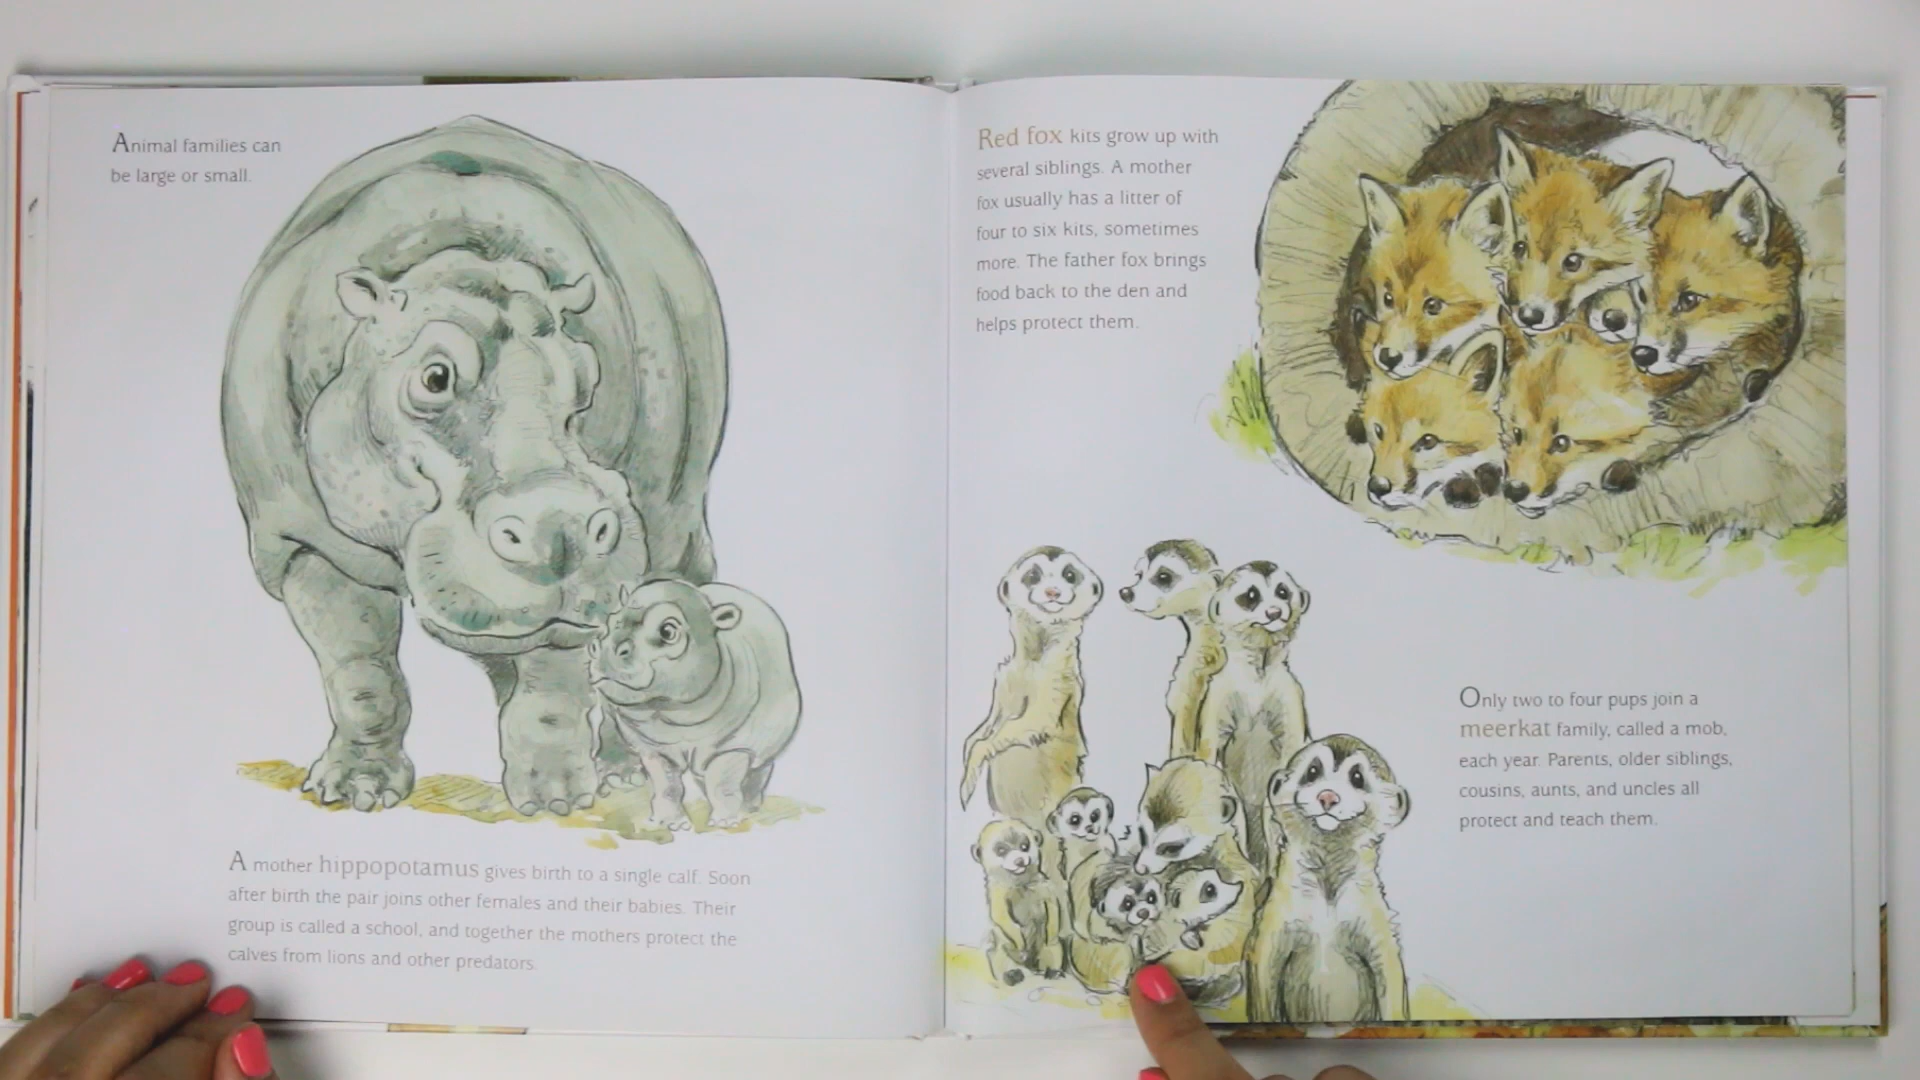 Animal families can
be large or small.
A mother hippopotamus gives birth to a single calf. Soon
after birth the pair joins other females and their babies. Their
group is called a school, and together the mothers protect the
calves from lions and other predators.
Red fox kits grow up with
several siblings. A mother
fox usually has a litter of
four to six kits, sometimes
more. The father fox brings
food back to the den and
helps protect them.
Only two to four pups join a
meerkat family, called a mob,
each year. Parents, older siblings,
cousins, aunts, and uncles all
protect and teach them.